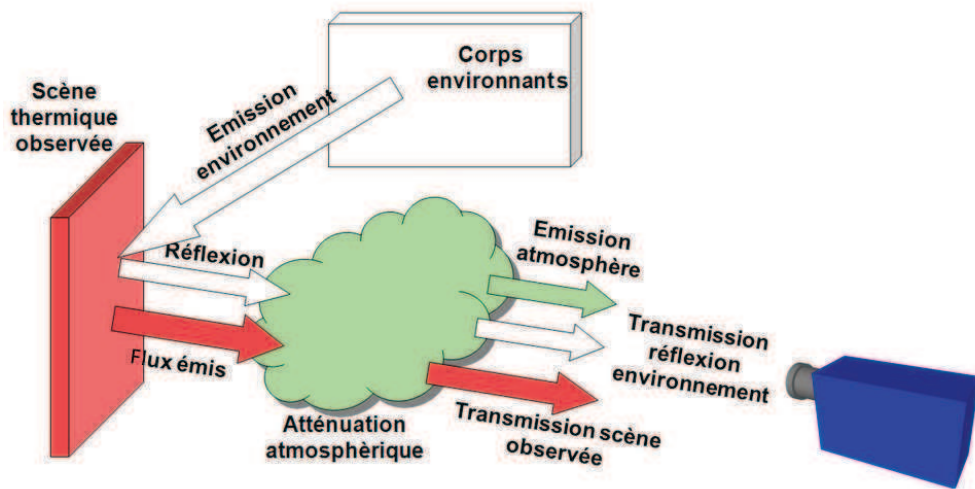 Corps
environnants
Scène
thermique
observée
Emission
environnement
Réflexion
Flux émis
Emission
atmosphère
Transmission
réflexion
environnement
Transmission scène
observée
Atténuation
atmosphèrique